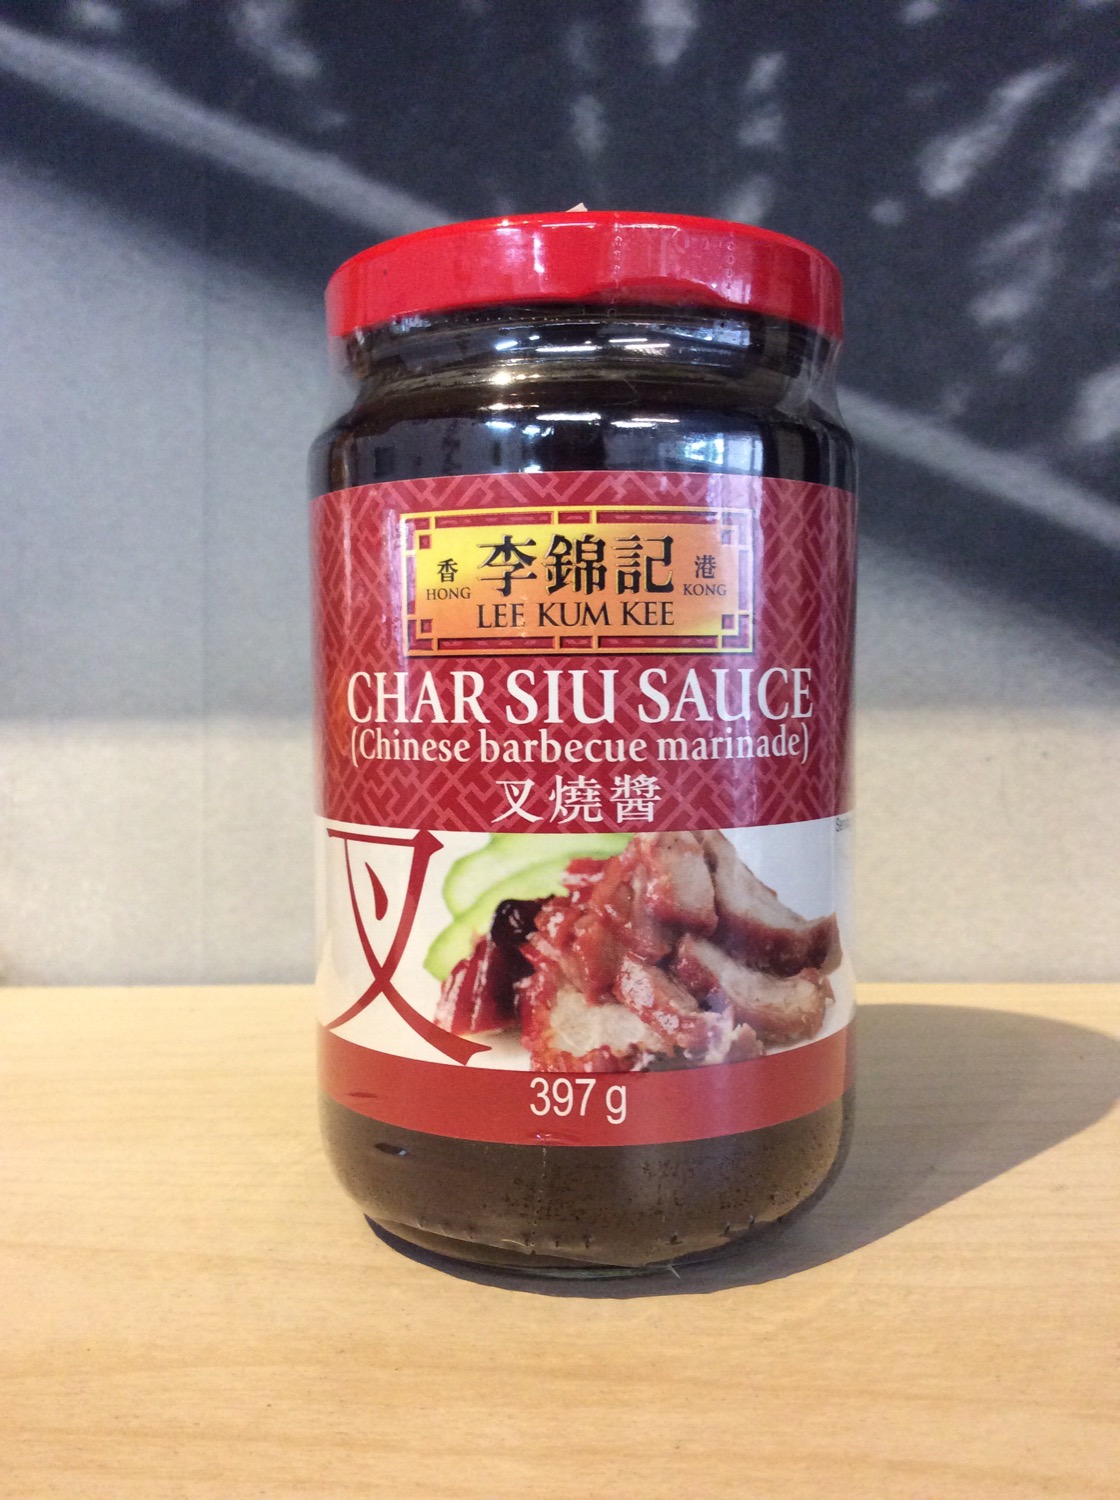 香 李錦記 港
HONG LEE KUM KEE KONG
CHAR SIU SAUCE
(Chinese barbecue marinade)
叉燒醬
叉
397 g